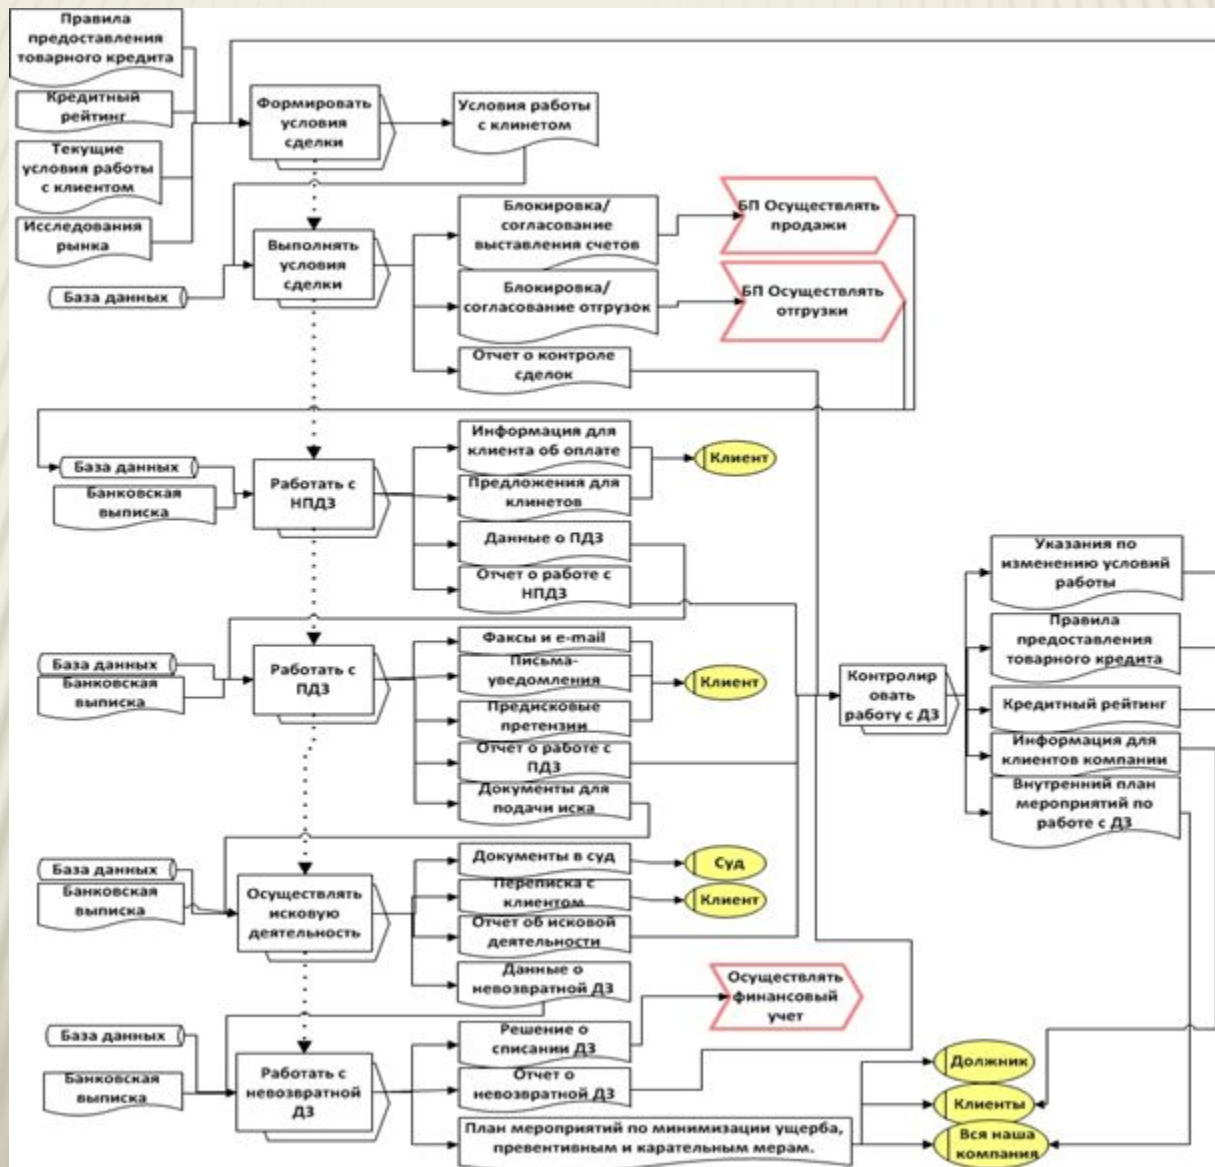 Правила
предоставления
товарного кредита
Кредитный
рейтинг
Текущие
условия работы
с клиентом
Исследования
рынка
База данных
Формировать
условия
сделки
Условия работы
с клинетом
Выполнять
условия
сделки
Блокировка/
согласование
выставления счетов
БП Осуществлять
продажи
Блокировка/
согласование отгрузок
БП Осуществлять
отгрузки
Отчет о контроле
сделок
База данных
Банковская
выписка
Работать с
НПДЗ
Информация для
клиента об оплате
Предложения для
клинетов
Клиент
Данные о ПДЗ
Отчет о работе с
НПДЗ
База данных
Банковская
выписка
Работать с
ПДЗ
Факсы и e-mail
Письма-
уведомления
Предисковые
претензии
Клиент
Отчет о работе с
ПДЗ
Документы для
подачи иска
База данных
Банковская
выписка
Осуществлять
исковую
деятельность
Документы в суд
Суд
Переписка с
клиентом
Клиент
Отчет об исковой
деятельности
Данные о
невозвратной ДЗ
База данных
Банковская
выписка
Работать с
невозвратной
ДЗ
Решение о
списании ДЗ
Осуществлять
финансовый
учет
Отчет о
невозвратной ДЗ
План мероприятий по минимизации ущерба,
превентивным и карательным мерам.
Контролир
овать
работу с ДЗ
Указания по
изменению условий
работы
Правила
предоставления
товарного кредита
Кредитный рейтинг
Информация для
клиентов компании
Внутренний план
мероприятий по
работе с ДЗ
Должник
Клиенты
Вся наша
компания